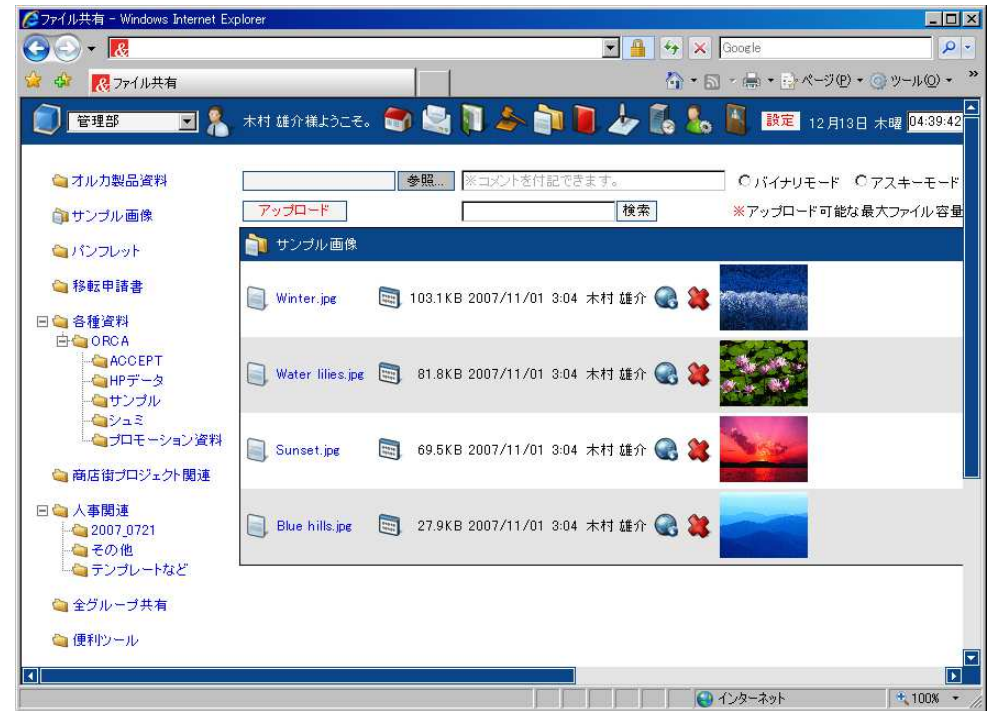 ファイル共有 - Windows Internet Explorer
Google
ファイル共有
ページ(P) ツール(O) »
管理部 木村 雄介様ようこそ。 設定 12月13日 木曜 04:39:42
オルカ製品資料
サンプル画像
パンフレット
移転申請書
各種資料
ORCA
ACCEPT
HPデータ
サンプル
シュミ
プロモーション資料
商店街プロジェクト関連
人事関連
2007_0721
その他
テンプレートなど
全グループ共有
便利ツール
参照... ※コメントを付記できます。 バイナリモード アスキーモード
アップロード 検索 ※アップロード可能な最大ファイル容量
サンプル画像
Winter.jpg 103.1KB 2007/11/01 3:04 木村 雄介
Water lilies.jpg 81.8KB 2007/11/01 3:04 木村 雄介
Sunset.jpg 69.5KB 2007/11/01 3:04 木村 雄介
Blue hills.jpg 27.9KB 2007/11/01 3:04 木村 雄介
インターネット 100%